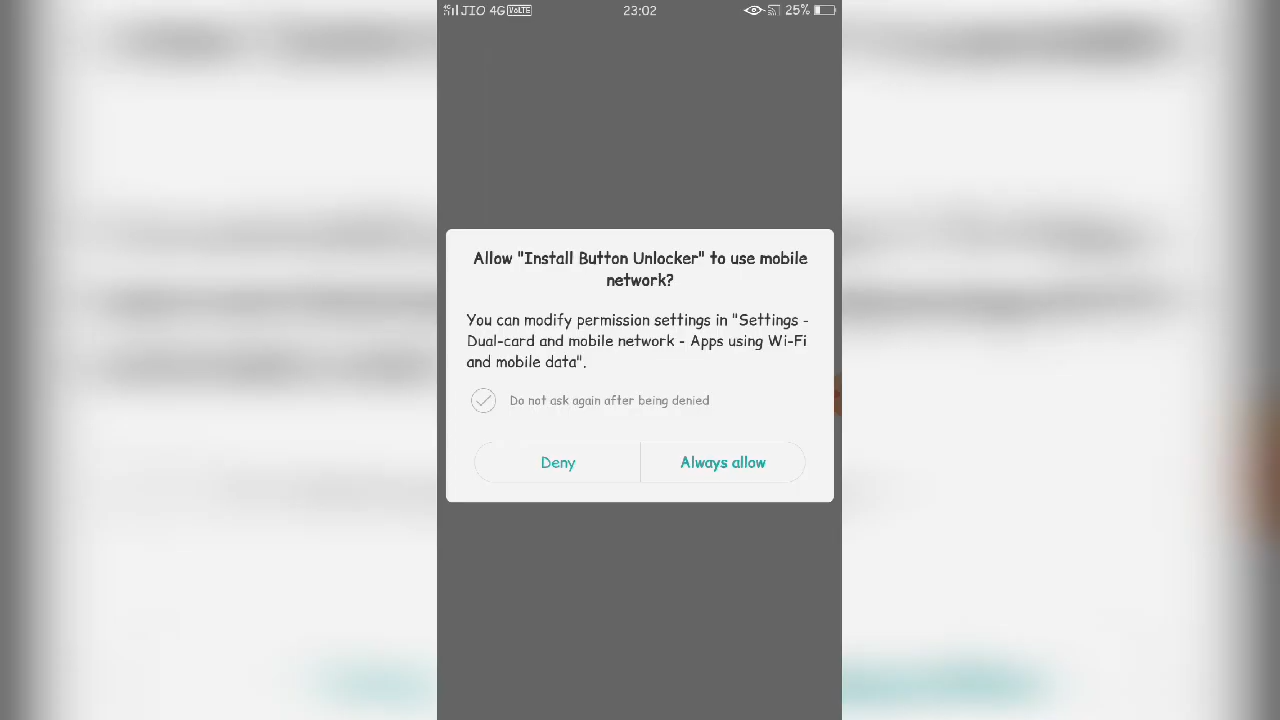 4G JIO 4G VoLTE 23:02 25%
Allow "Install Button Unlocker" to use mobile
network?
You can modify permission settings in "Settings -
Dual-card and mobile network - Apps using Wi-Fi
and mobile data".
Do not ask again after being denied
Deny Always allow